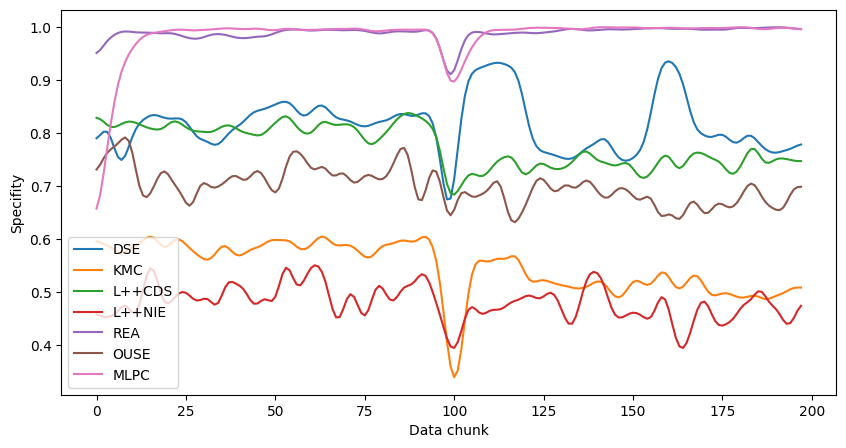 1.0
0.9
0.8
0.7
0.6
0.5
0.4
Specifity
DSE
KMC
L++CDS
L++NIE
REA
OUSE
MLPC
0 25 50 75 100 125 150 175 200
Data chunk